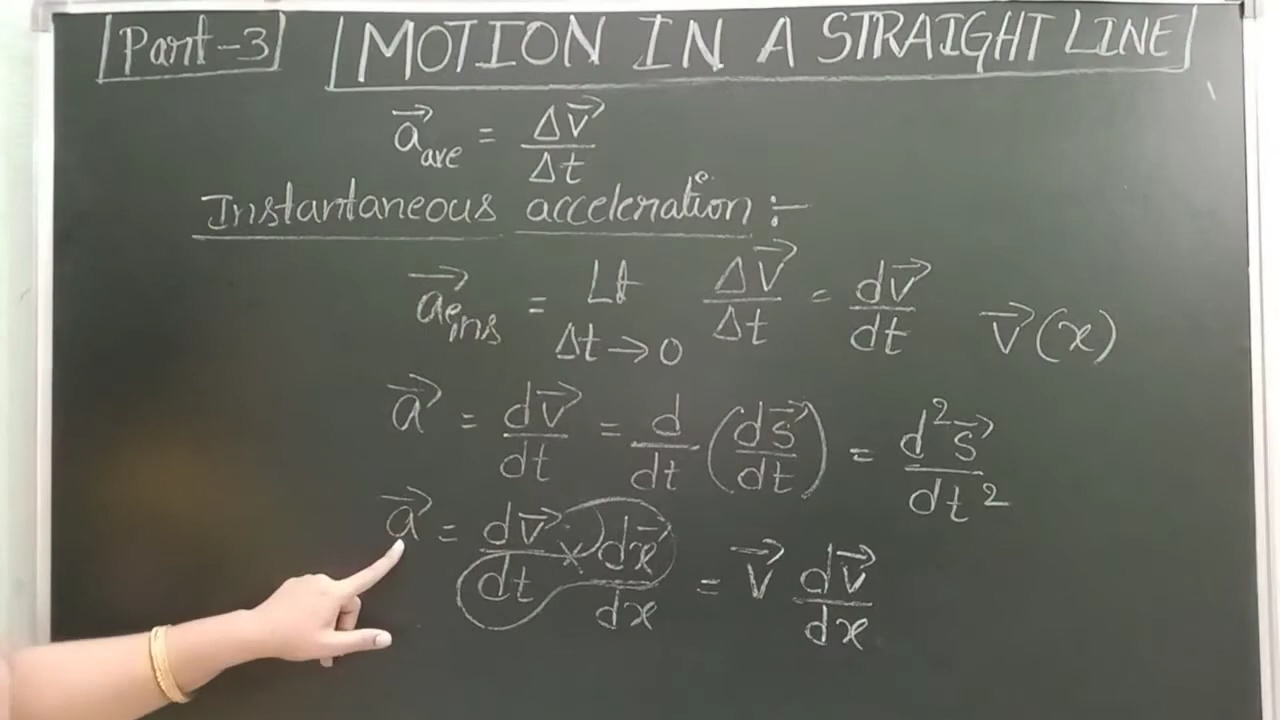 Part-3 MOTION IN A STRAIGHT LINE
a⃗ave = Δv⃗/Δt
Instantaneous acceleration :-
a⃗ins = Lt Δt→0 Δv⃗/Δt = dv⃗/dt v⃗(x)
a⃗ = dv⃗/dt = d/dt (ds⃗/dt) = d²s⃗/dt²
a⃗ = dv⃗/dt × dx⃗/dx = v⃗ dv⃗/dx